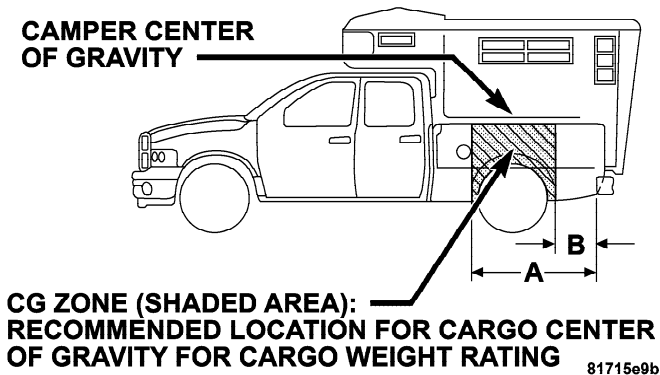 CAMPER CENTER
OF GRAVITY
B
A
CG ZONE (SHADED AREA):
RECOMMENDED LOCATION FOR CARGO CENTER
OF GRAVITY FOR CARGO WEIGHT RATING
81715e9b